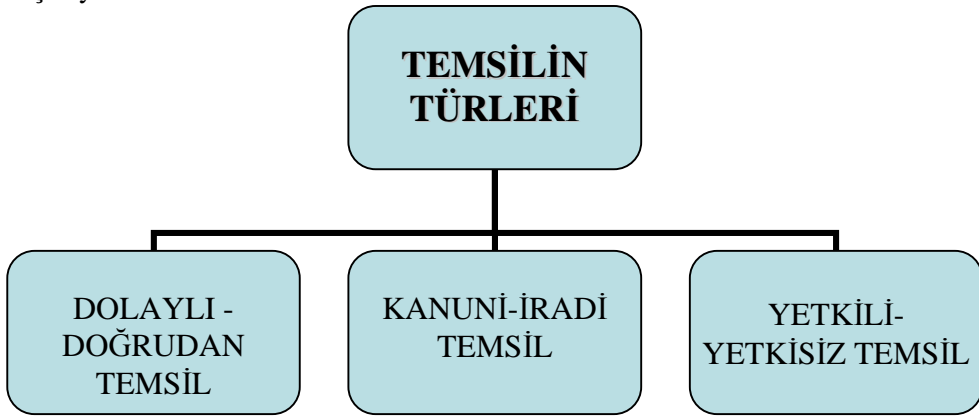 TEMSİLİN
TÜRLERİ
DOLAYLI -
DOĞRUDAN
TEMSİL
KANUNİ-İRADİ
TEMSİL
YETKİLİ-
YETKİSİZ TEMSİL